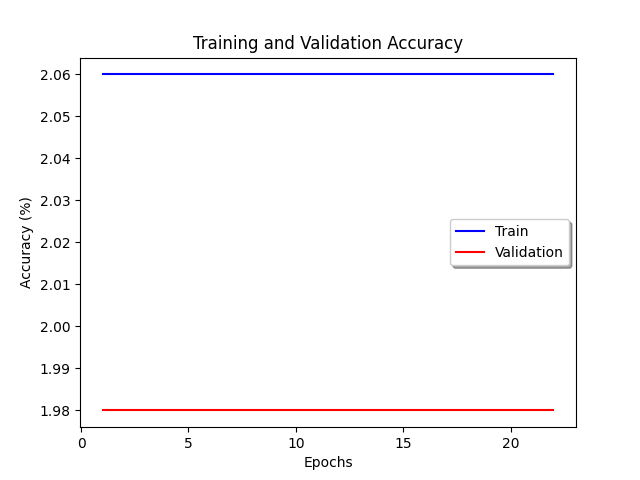 Training and Validation Accuracy
2.06
2.05
2.04
2.03
2.02
2.01
2.00
1.99
1.98
Accuracy (%)
Train
Validation
0 5 10 15 20
Epochs